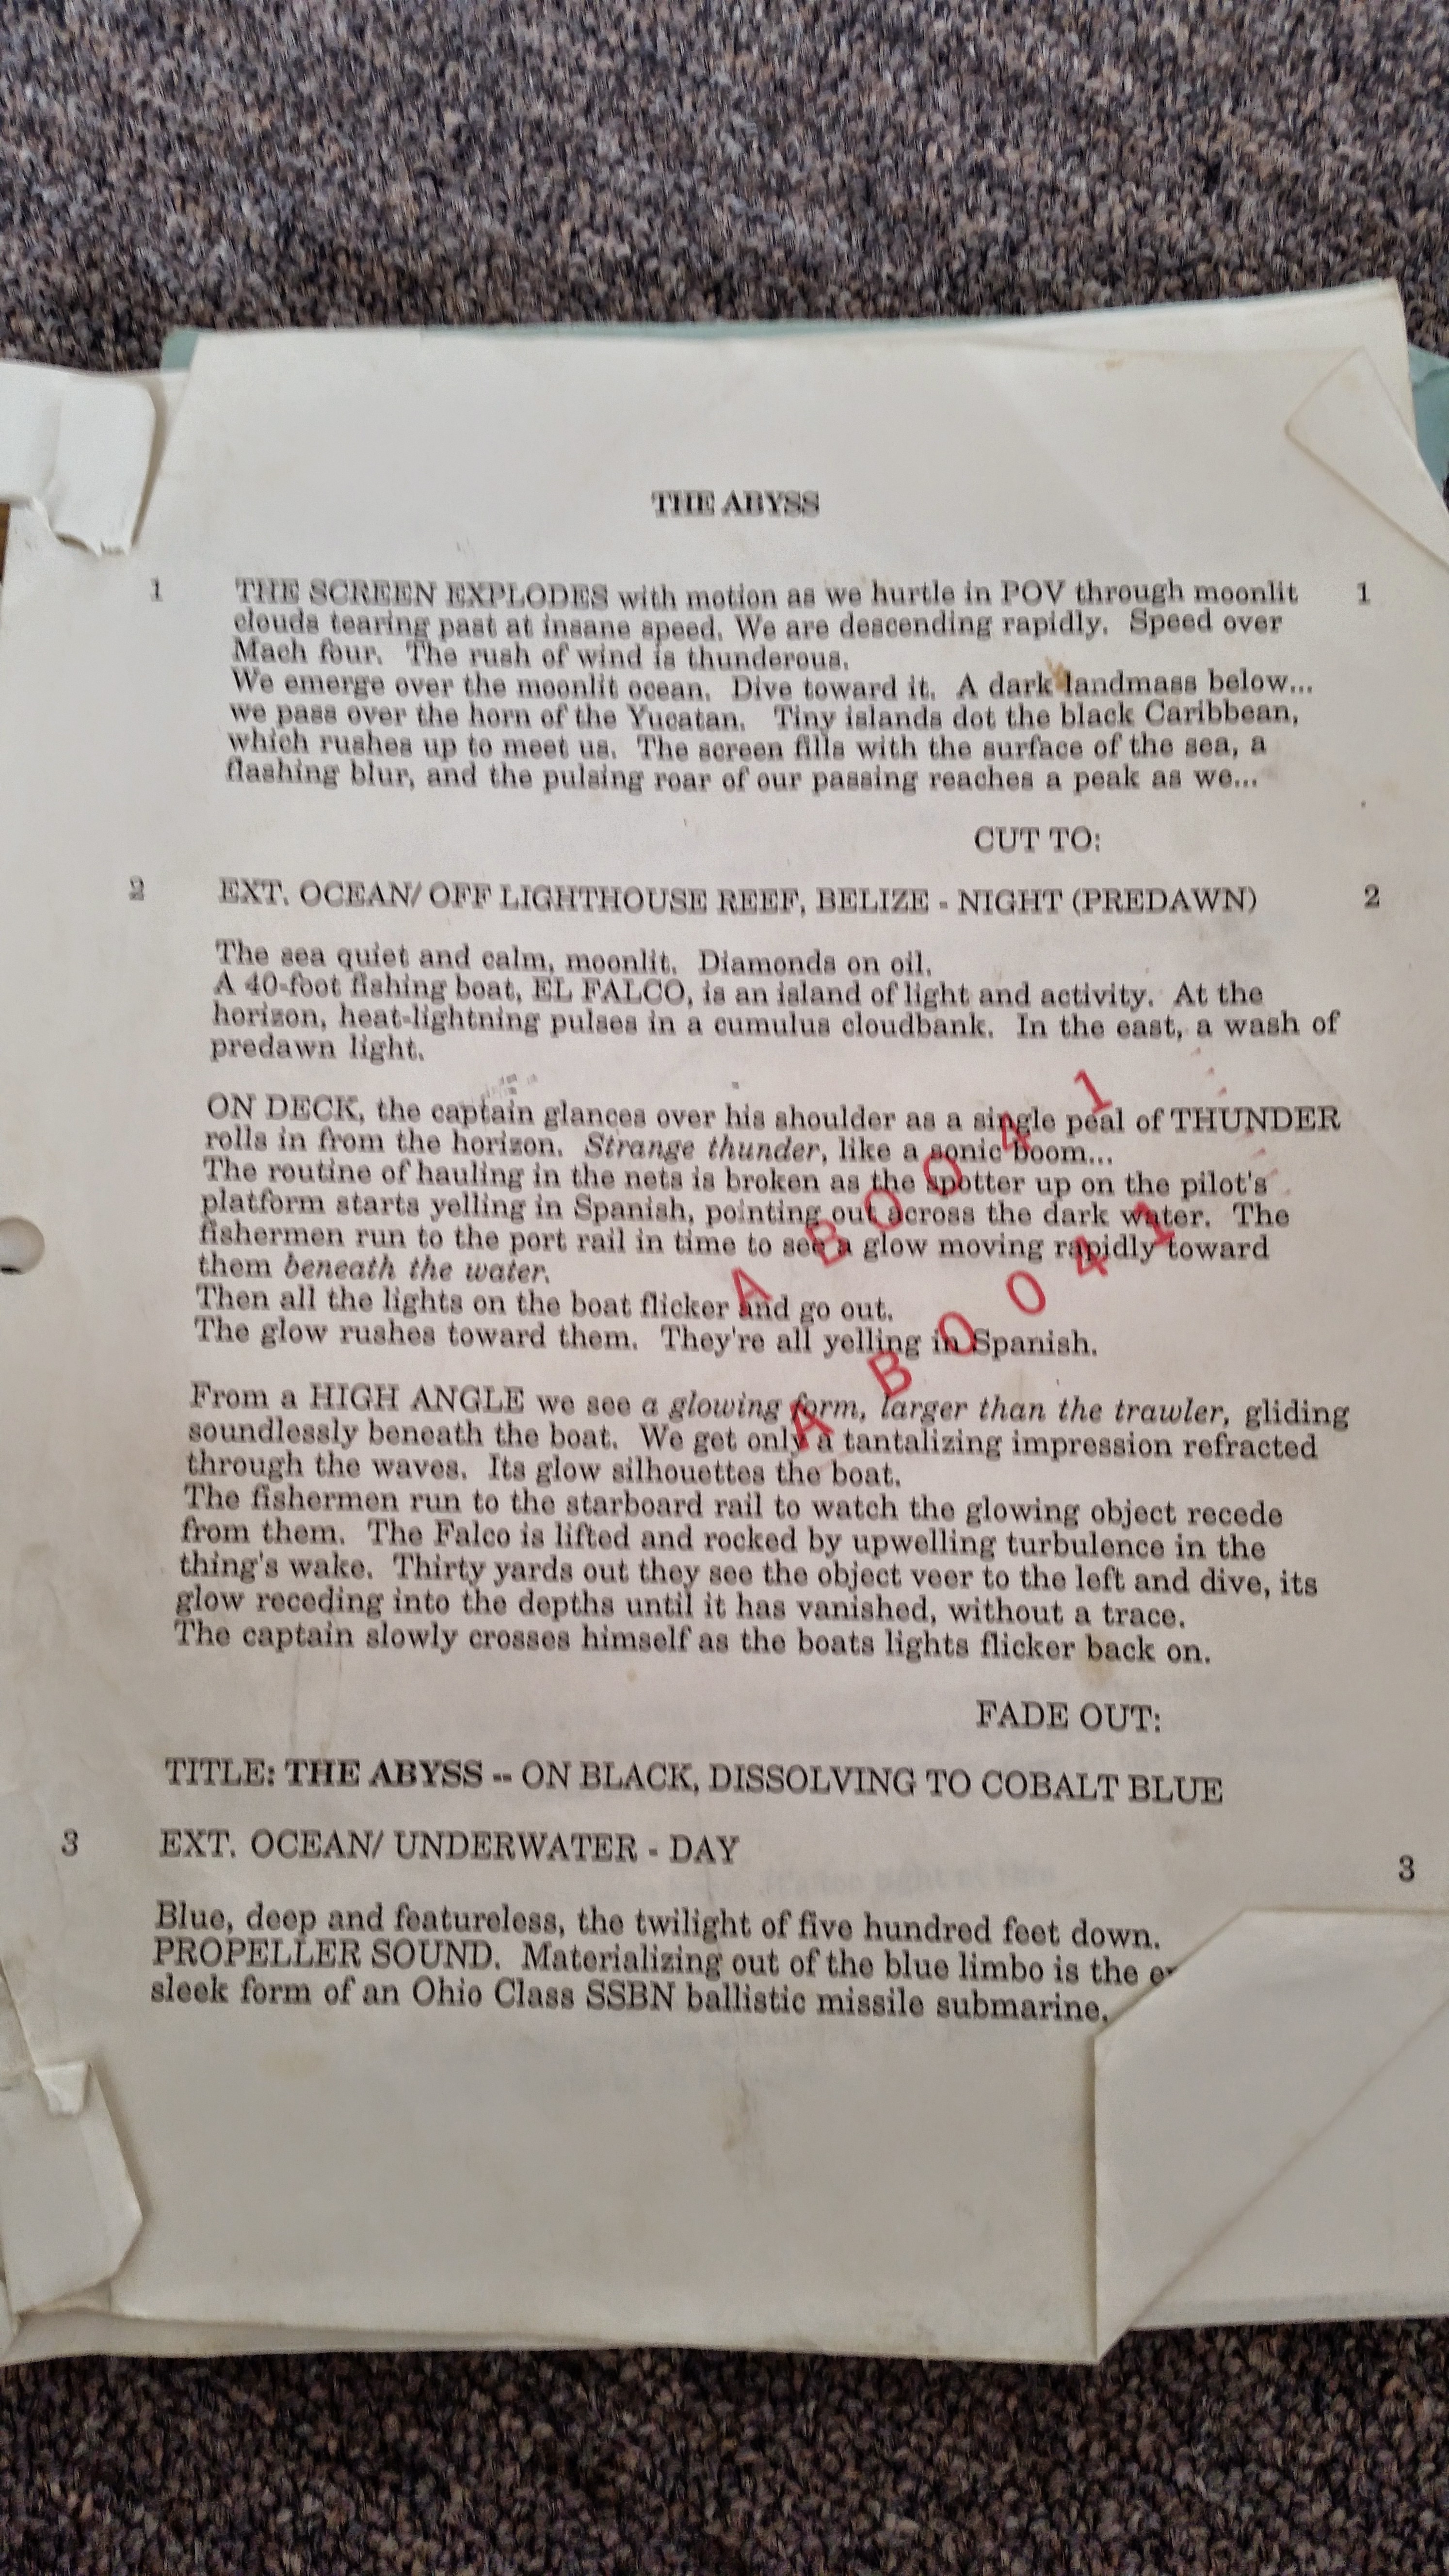 THE ABYSS
1 THE SCREEN EXPLODES with motion as we hurtle in POV through moonlit 1
clouds tearing past at insane speed. We are descending rapidly. Speed over
Mach four. The rush of wind is thunderous.
We emerge over the moonlit ocean. Dive toward it. A dark landmass below...
we pass over the horn of the Yucatan. Tiny islands dot the black Caribbean,
which rushes up to meet us. The screen fills with the surface of the sea, a
flashing blur, and the pulsing roar of our passing reaches a peak as we...
CUT TO:
2 EXT. OCEAN/ OFF LIGHTHOUSE REEF, BELIZE - NIGHT (PREDAWN) 2
The sea quiet and calm, moonlit. Diamonds on oil.
A 40-foot fishing boat, EL FALCO, is an island of light and activity. At the
horizon, heat-lightning pulses in a cumulus cloudbank. In the east, a wash of
predawn light.
ON DECK, the captain glances over his shoulder as a single peal of THUNDER
rolls in from the horizon. Strange thunder, like a sonic boom...
The routine of hauling in the nets is broken as the spotter up on the pilot's
platform starts yelling in Spanish, pointing out across the dark water. The
fishermen run to the port rail in time to see a glow moving rapidly toward
them beneath the water.
Then all the lights on the boat flicker and go out.
The glow rushes toward them. They're all yelling in Spanish.
A B 0 0 4 1
A B 0 0 4 1
From a HIGH ANGLE we see a glowing form, larger than the trawler, gliding
soundlessly beneath the boat. We get only a tantalizing impression refracted
through the waves. Its glow silhouettes the boat.
The fishermen run to the starboard rail to watch the glowing object recede
from them. The Falco is lifted and rocked by upwelling turbulence in the
thing's wake. Thirty yards out they see the object veer to the left and dive, its
glow receding into the depths until it has vanished, without a trace.
The captain slowly crosses himself as the boats lights flicker back on.
FADE OUT:
TITLE: THE ABYSS -- ON BLACK, DISSOLVING TO COBALT BLUE
3 EXT. OCEAN/ UNDERWATER - DAY 3
Blue, deep and featureless, the twilight of five hundred feet down.
PROPELLER SOUND. Materializing out of the blue limbo is the
sleek form of an Ohio Class SSBN ballistic missile submarine.